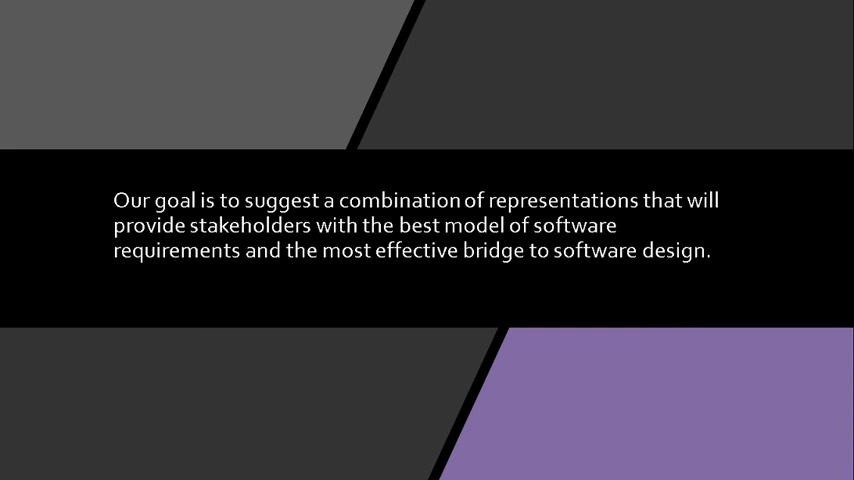 Our goal is to suggest a combination of representations that will
provide stakeholders with the best model of software
requirements and the most effective bridge to software design.